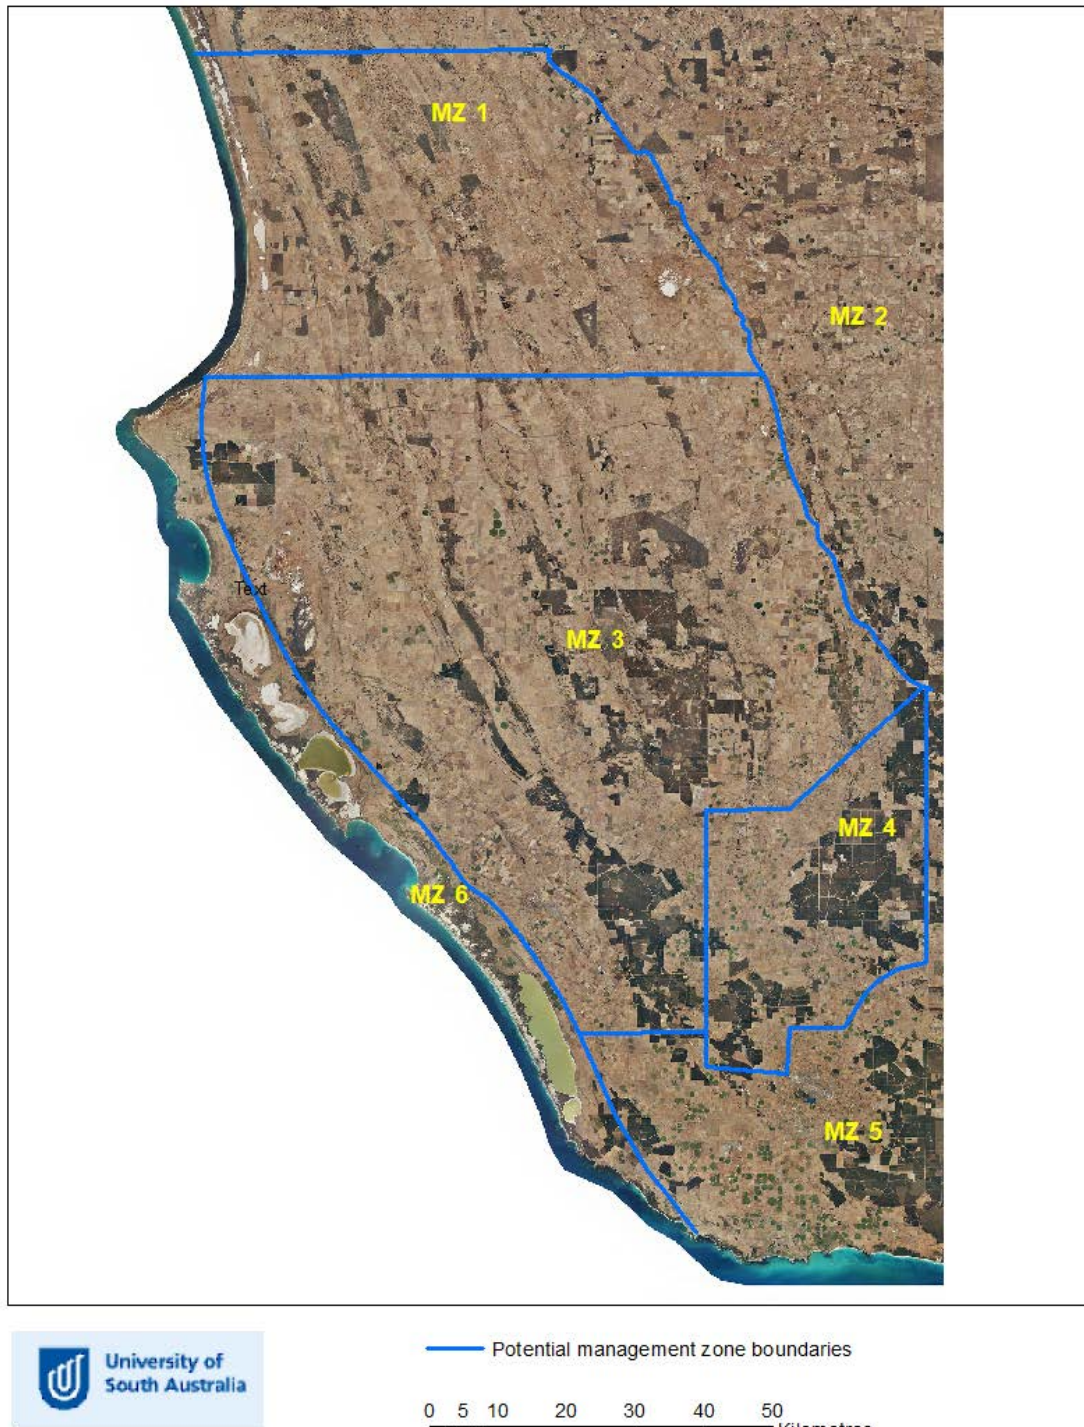 MZ 1
MZ 2
Text
MZ 3
MZ 4
MZ 6
MZ 5
University of
South Australia
Potential management zone boundaries
0 5 10 20 30 40 50
Kilometres